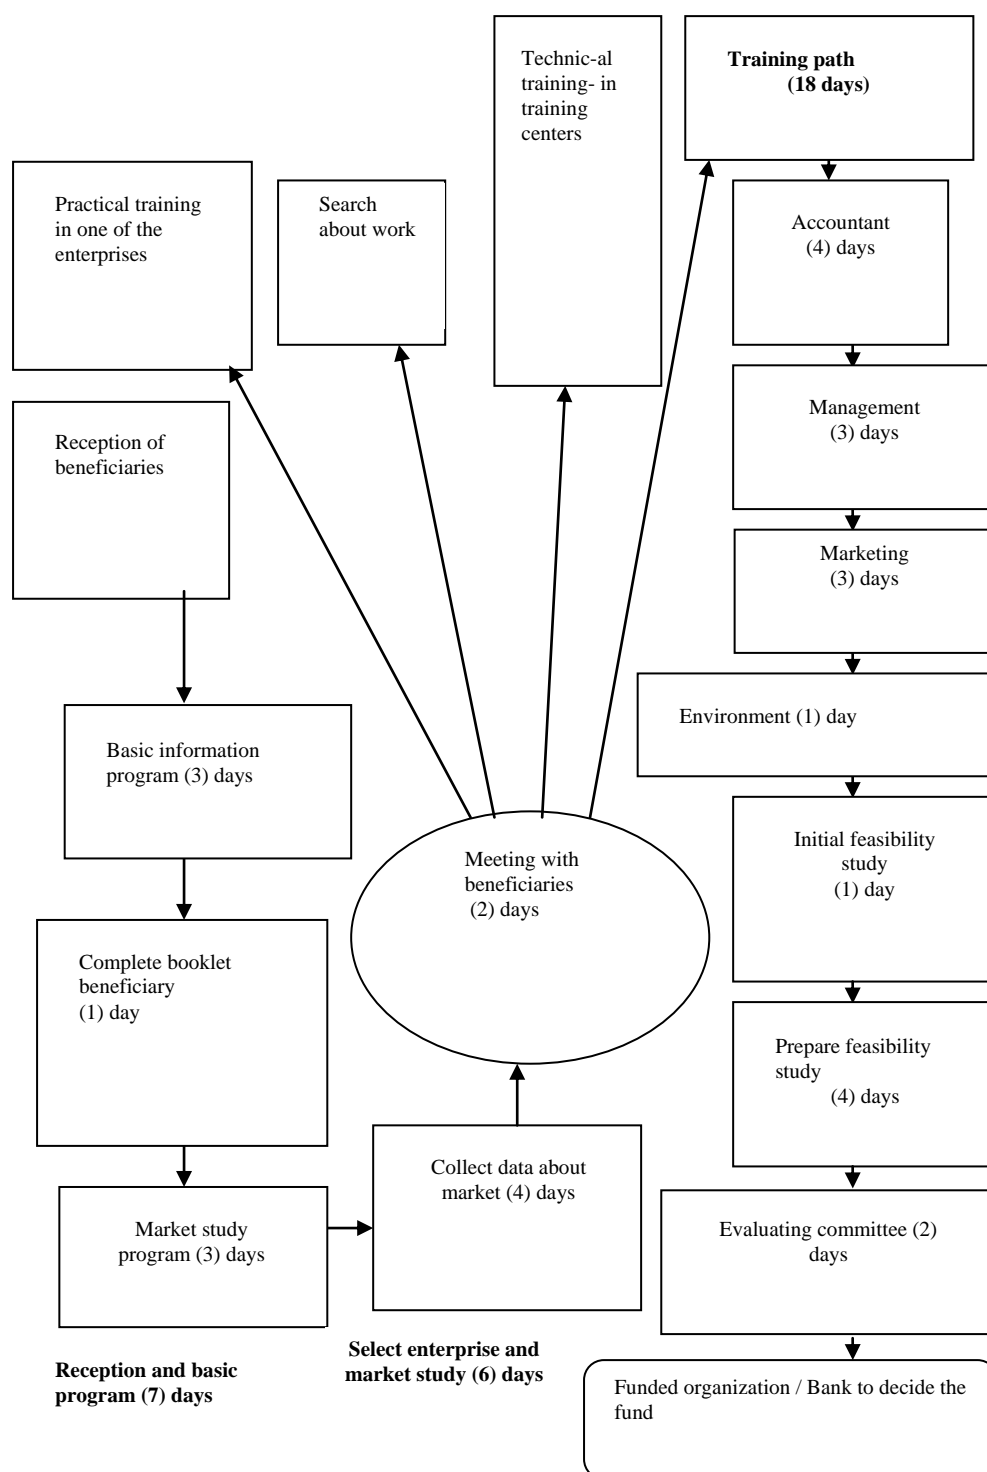 Technic-al
training- in
training
centers
Training path
(18 days)
Practical training
in one of the
enterprises
Search
about work
Accountant
(4) days
Reception of
beneficiaries
Management
(3) days
Marketing
(3) days
Environment (1) day
Basic information
program (3) days
Meeting with
beneficiaries
(2) days
Initial feasibility
study
(1) day
Complete booklet
beneficiary
(1) day
Prepare feasibility
study
(4) days
Collect data about
market (4) days
Market study
program (3) days
Evaluating committee (2)
days
Select enterprise and
market study (6) days
Reception and basic
program (7) days
Funded organization / Bank to decide the
fund